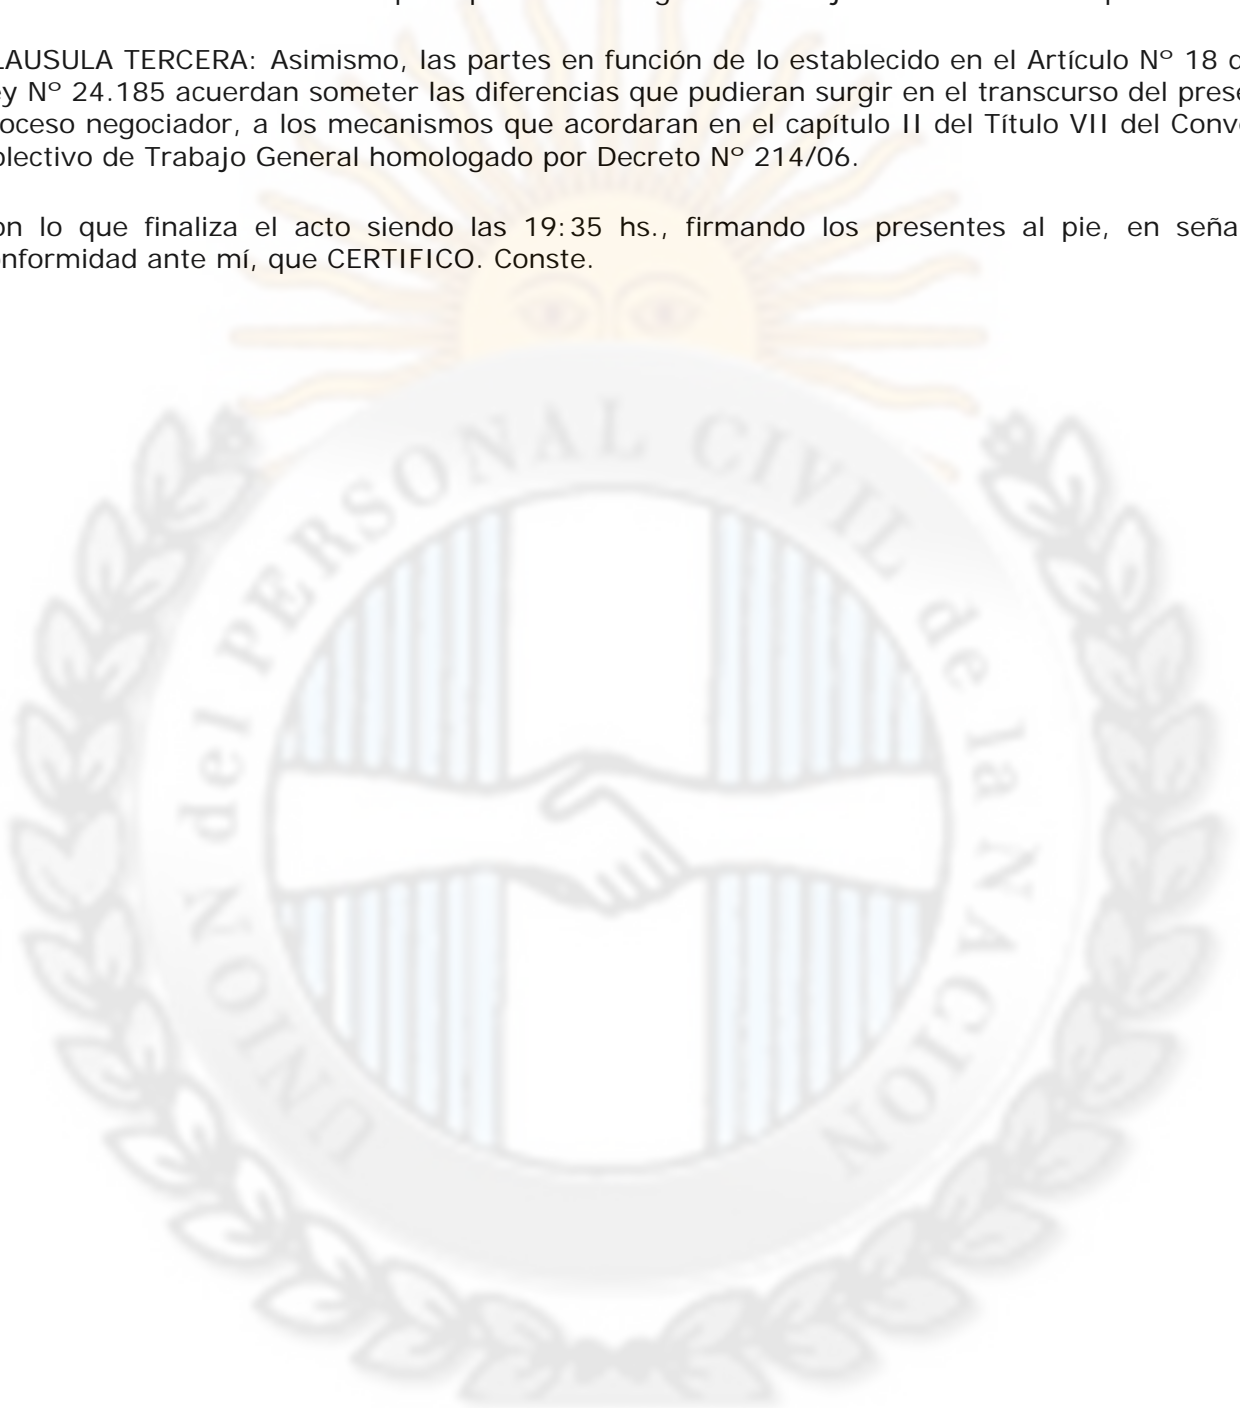 LAUSULA TERCERA: Asimismo, las partes en función de lo establecido en el Artículo Nº 18 d
ey Nº 24.185 acuerdan someter las diferencias que pudieran surgir en el transcurso del prese
oceso negociador, a los mecanismos que acordaran en el capítulo II del Título VII del Conve
olectivo de Trabajo General homologado por Decreto Nº 214/06.
on lo que finaliza el acto siendo las 19:35 hs., firmando los presentes al pie, en seña
onformidad ante mí, que CERTIFICO. Conste.
UNION del PERSONAL CIVIL de la NACION